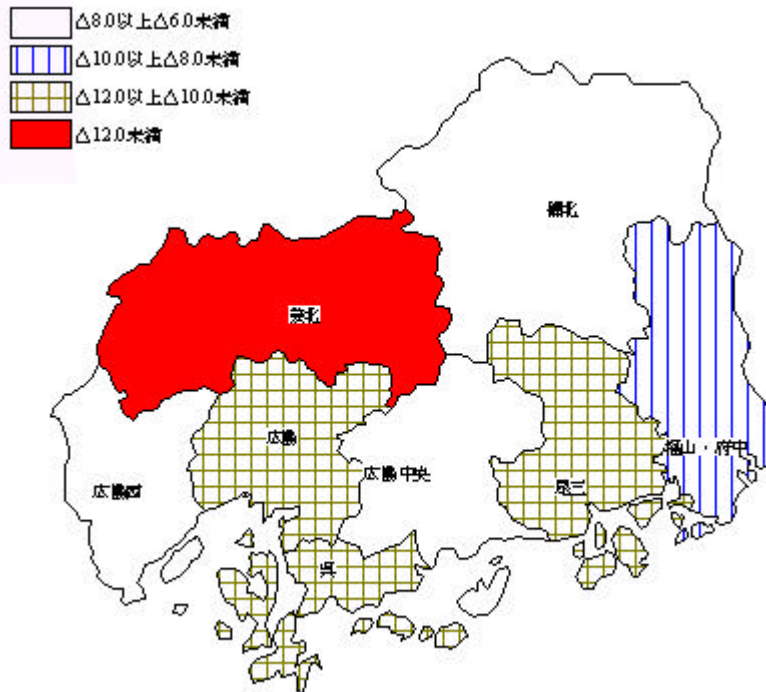 △8.0以上△6.0未満
△10.0以上△8.0未満
△12.0以上△10.0未満
△12.0未満
備北
芸北
広島
福山・府中
広島中央
尾三
広島西
呉